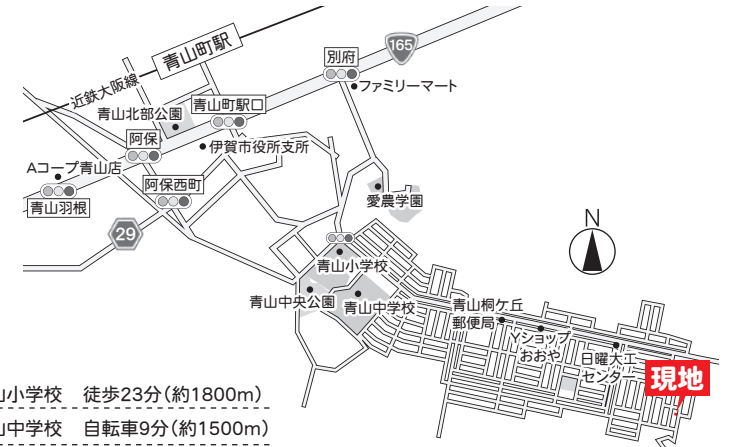 165
別府
ファミリーマート
青山町駅
近鉄大阪線
青山北部公園
青山町駅口
阿保
伊賀市役所支所
Aコープ青山店
青山羽根
阿保西町
29
愛農学園
N
青山小学校
青山中央公園
青山中学校
青山桐ケ丘
郵便局
Yショップ
おおや
日曜大工
センター
現地
山小学校 徒歩23分(約1800m)
山中学校 自転車9分(約1500m)